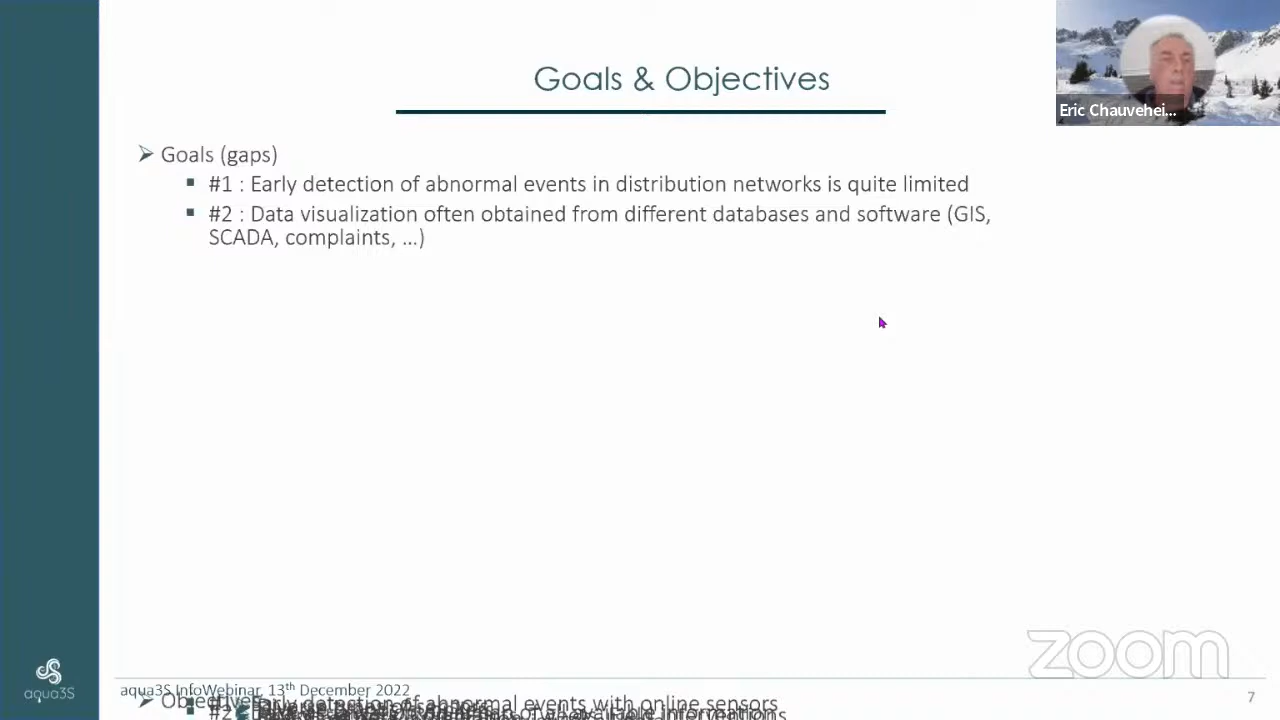 Goals & Objectives
Eric Chauvehei...
Goals (gaps)
#1 : Early detection of abnormal events in distribution networks is quite limited
#2 : Data visualization often obtained from different databases and software (GIS,
SCADA, complaints, ...)
zoom
aqua3S
aqua3S InfoWebinar, 13th December 2022
7
Early detection of abnormal events with online sensors